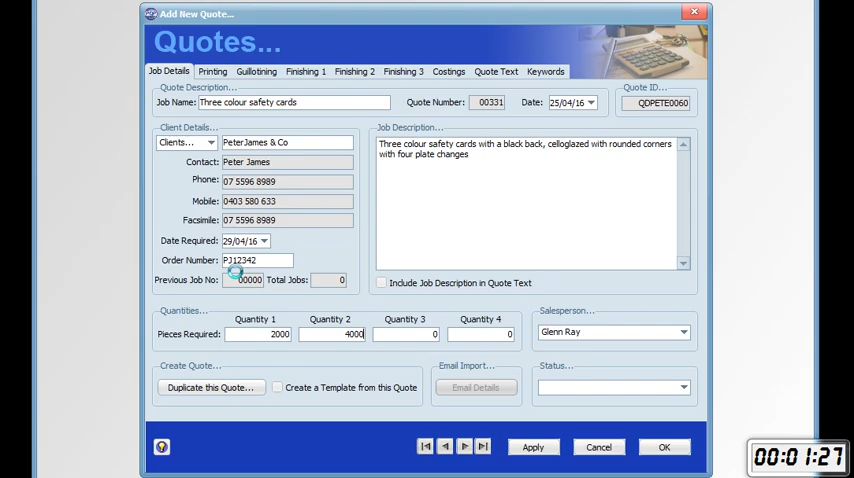 Add New Quote...
Quotes...
Job Details Printing Guillotining Finishing 1 Finishing 2 Finishing 3 Costings Quote Text Keywords
Quote Description...
Job Name: Three colour safety cards Quote Number: 00331 Date: 25/04/16
Quote ID...
QDPETE0060
Client Details...
Clients... PeterJames & Co
Contact: Peter James
Phone: 07 5596 8989
Mobile: 0403 580 633
Facsimile: 07 5596 8989
Date Required: 29/04/16
Order Number: PJ12342
Previous Job No: 00000 Total Jobs: 0
Job Description...
Three colour safety cards with a black back, celloglazed with rounded corners
with four plate changes
Include Job Description in Quote Text
Quantities...
Quantity 1 Quantity 2 Quantity 3 Quantity 4
Pieces Required: 2000 4000 0 0
Salesperson...
Glenn Ray
Create Quote...
Duplicate this Quote... Create a Template from this Quote
Email Import...
Email Details
Status...
Apply Cancel OK
00:01:27